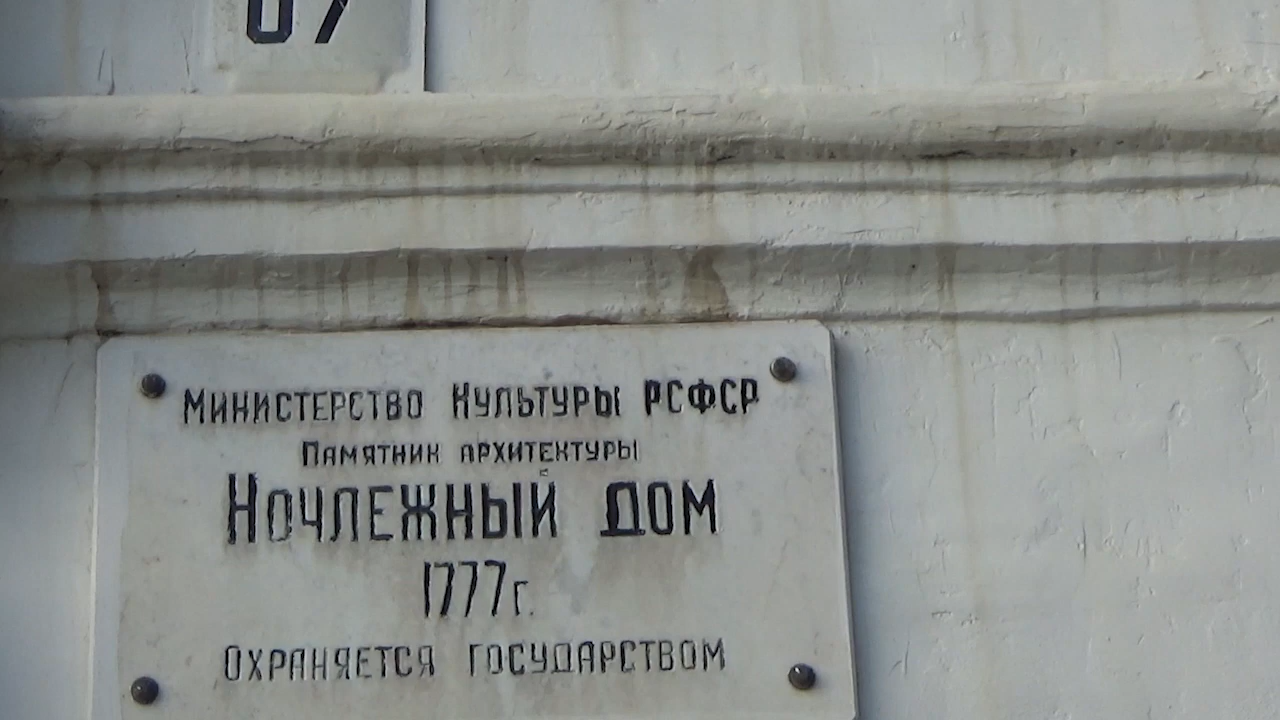 Министерство Культуры РСФСР
Памятник архитектуры
Ночлежный дом
1777г.
охраняется государством